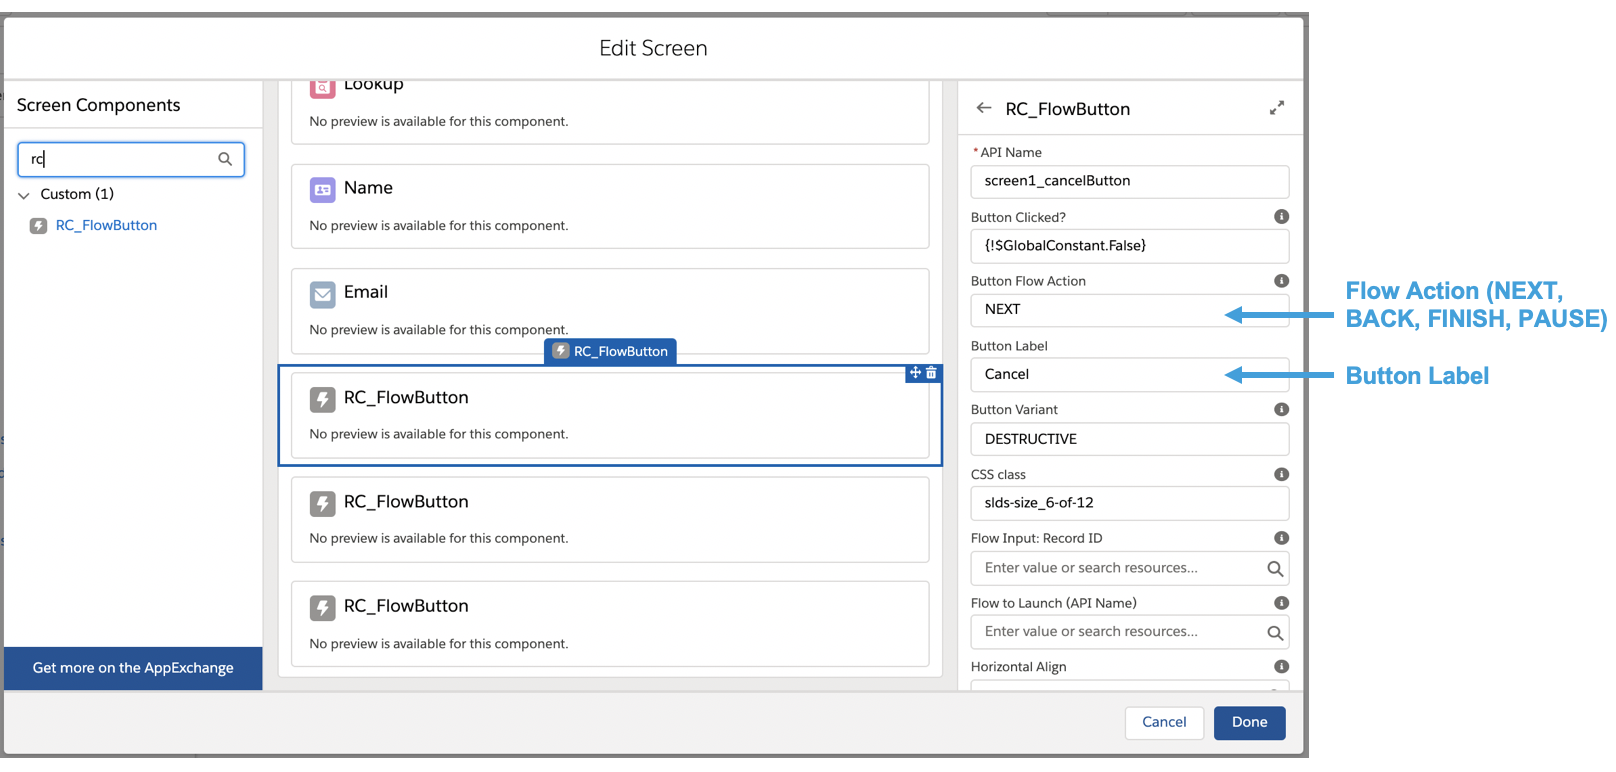 Edit Screen
Screen Components
rc
Custom (1)
RC_FlowButton
Get more on the AppExchange
Lookup
No preview is available for this component.
Name
No preview is available for this component.
Email
No preview is available for this component.
RC_FlowButton
RC_FlowButton
No preview is available for this component.
RC_FlowButton
No preview is available for this component.
RC_FlowButton
No preview is available for this component.
RC_FlowButton
* API Name
screen1_cancelButton
Button Clicked?
{!$GlobalConstant.False}
Button Flow Action
NEXT
Button Label
Cancel
Button Variant
DESTRUCTIVE
CSS class
slds-size_6-of-12
Flow Input: Record ID
Enter value or search resources...
Flow to Launch (API Name)
Enter value or search resources...
Horizontal Align
Cancel
Done
Flow Action (NEXT,
BACK, FINISH, PAUSE)
Button Label